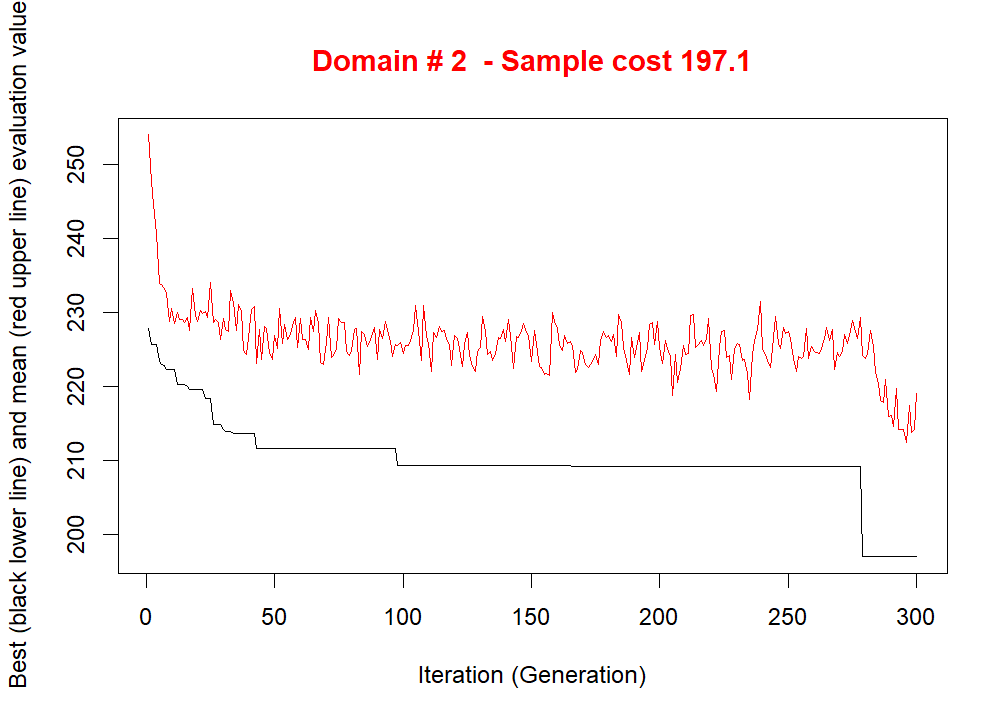 Domain # 2  - Sample cost 197.1
Best (black lower line) and mean (red upper line) evaluation value
250
240
230
220
210
200
0 50 100 150 200 250 300
Iteration (Generation)